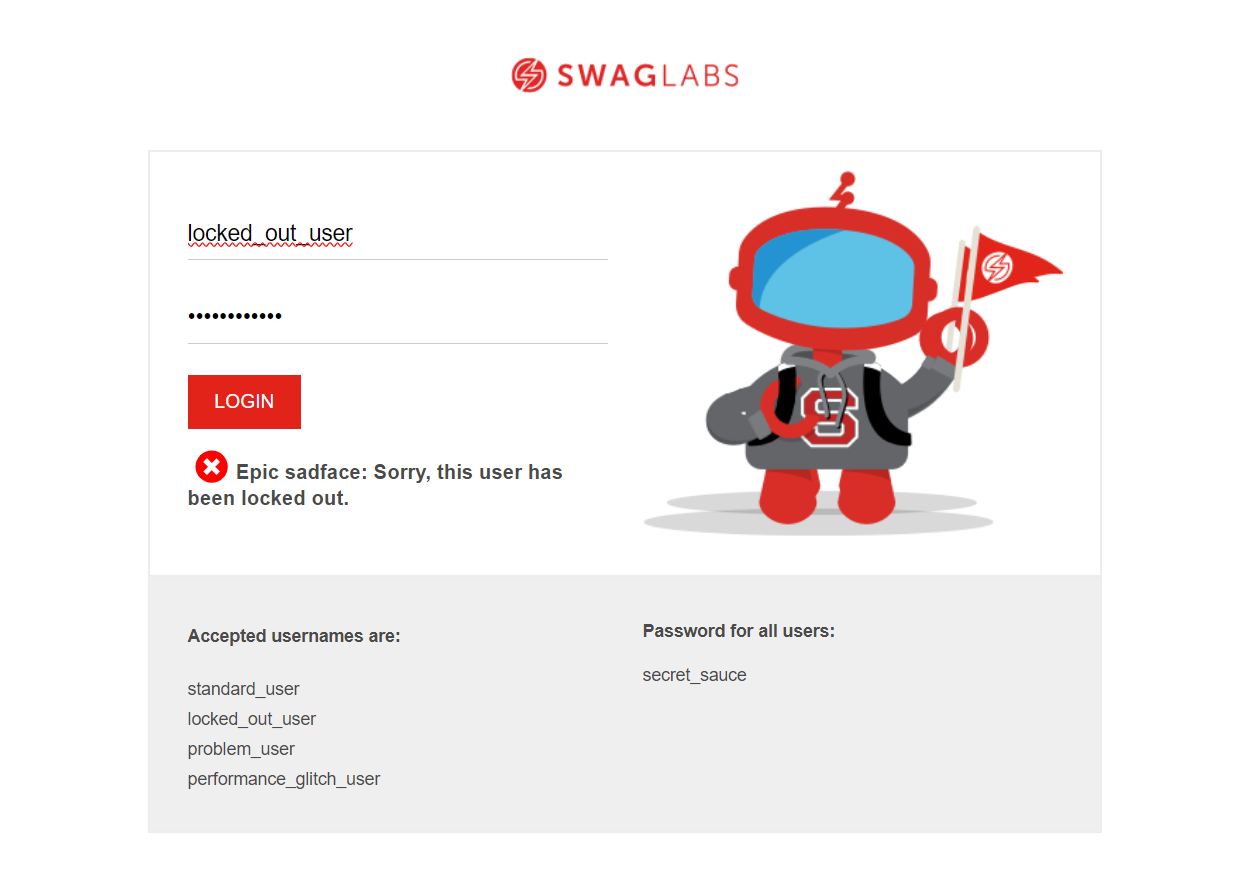 SWAGLABS
locked_out_user
••••••••••••
LOGIN
Epic sadface: Sorry, this user has
been locked out.
S
Accepted usernames are:
standard_user
locked_out_user
problem_user
performance_glitch_user
Password for all users:
secret_sauce